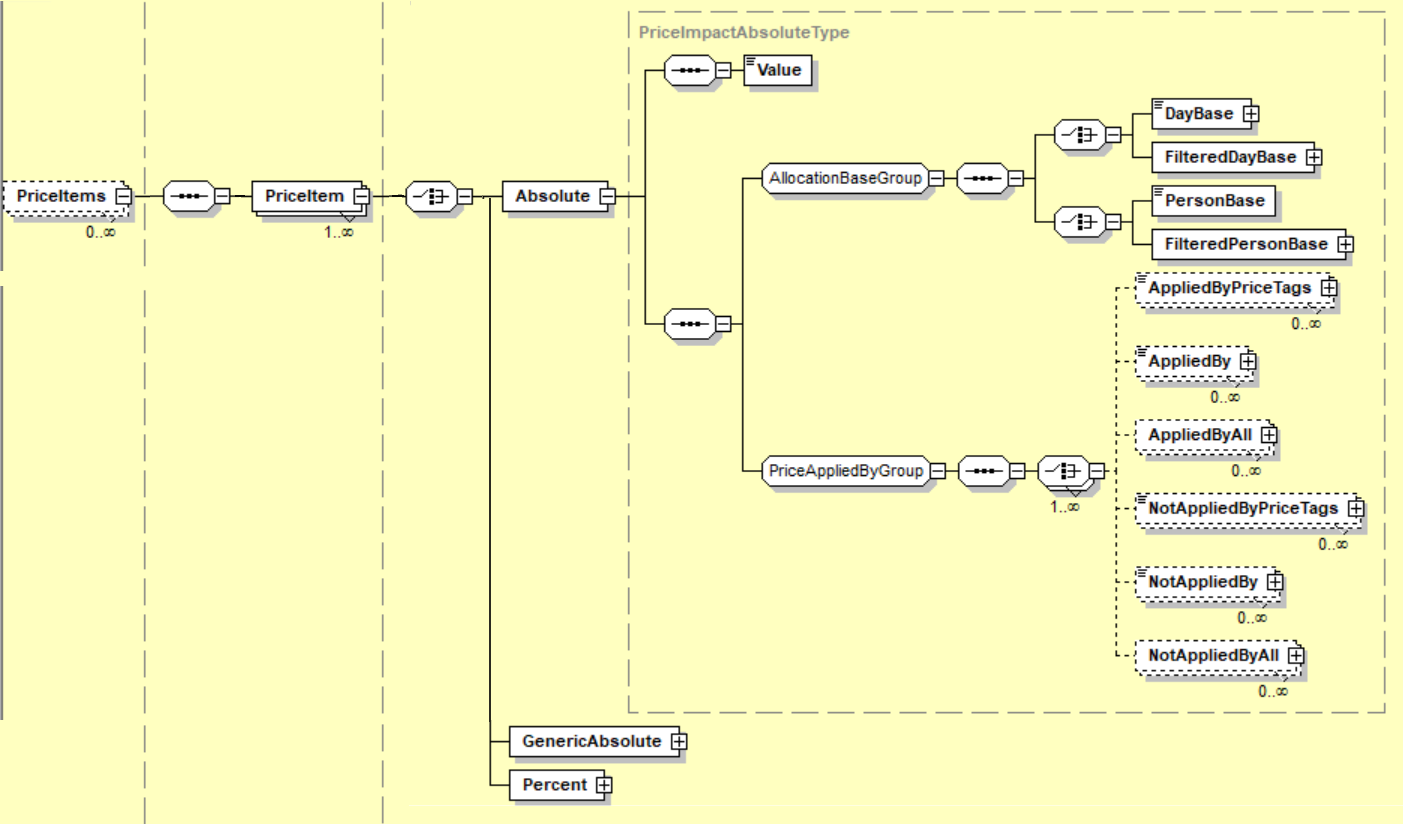 PriceImpactAbsoluteType
Value
DayBase
FilteredDayBase
AllocationBaseGroup
PersonBase
FilteredPersonBase
PriceItems
0..∞
PriceItem
1..∞
Absolute
AppliedByPriceTags
0..∞
AppliedBy
0..∞
AppliedByAll
0..∞
PriceAppliedByGroup
1..∞
NotAppliedByPriceTags
0..∞
NotAppliedBy
0..∞
NotAppliedByAll
0..∞
GenericAbsolute
Percent